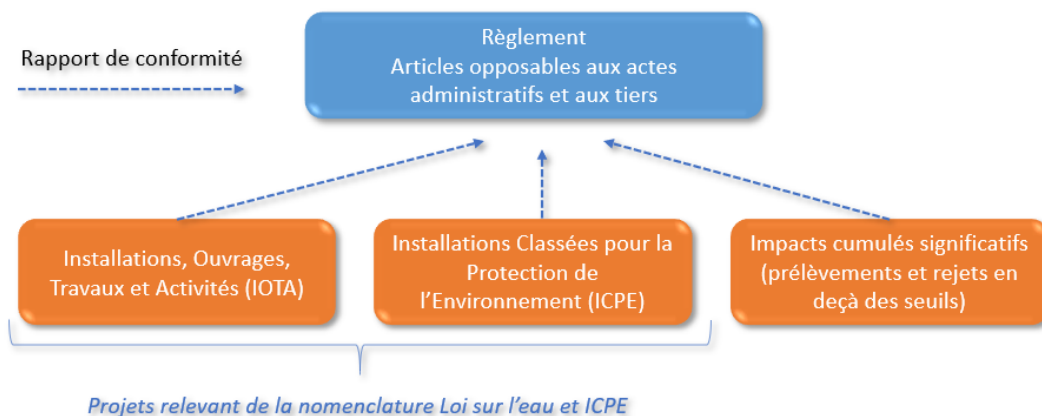 Règlement
Articles opposables aux actes
administratifs et aux tiers
Rapport de conformité
Installations, Ouvrages,
Travaux et Activités (IOTA)
Installations Classées pour la
Protection de
l’Environnement (ICPE)
Impacts cumulés significatifs
(prélèvements et rejets en
deçà des seuils)
Projets relevant de la nomenclature Loi sur l’eau et ICPE